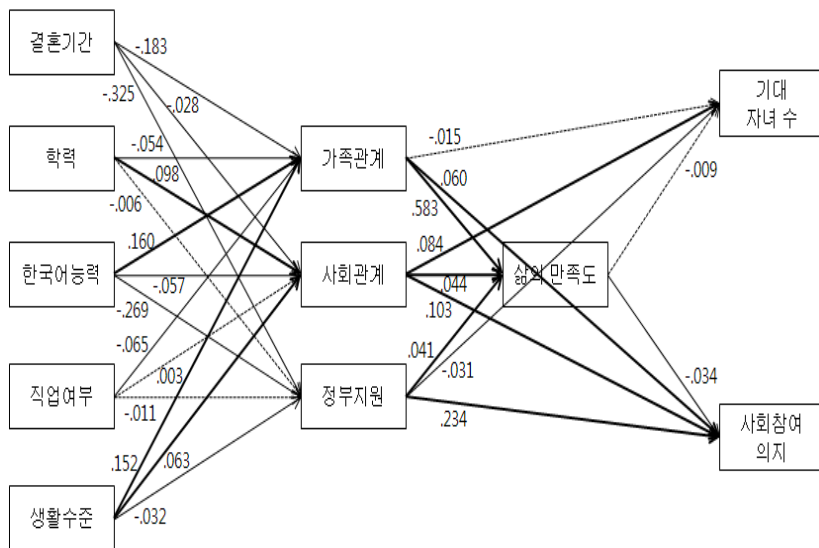 결혼기간
-.183
-.325
-.028
기대
자녀 수
학력
-.054
.098
-.006
가족관계
-.015
.060
-.009
.583
한국어능력
.160
-.057
-.269
사회관계
.084
.044
.103
삶의 만족도
직업여부
-.065
.003
-.011
정부지원
.041
-.031
.234
-.034
사회참여
의지
생활수준
.152
.063
-.032